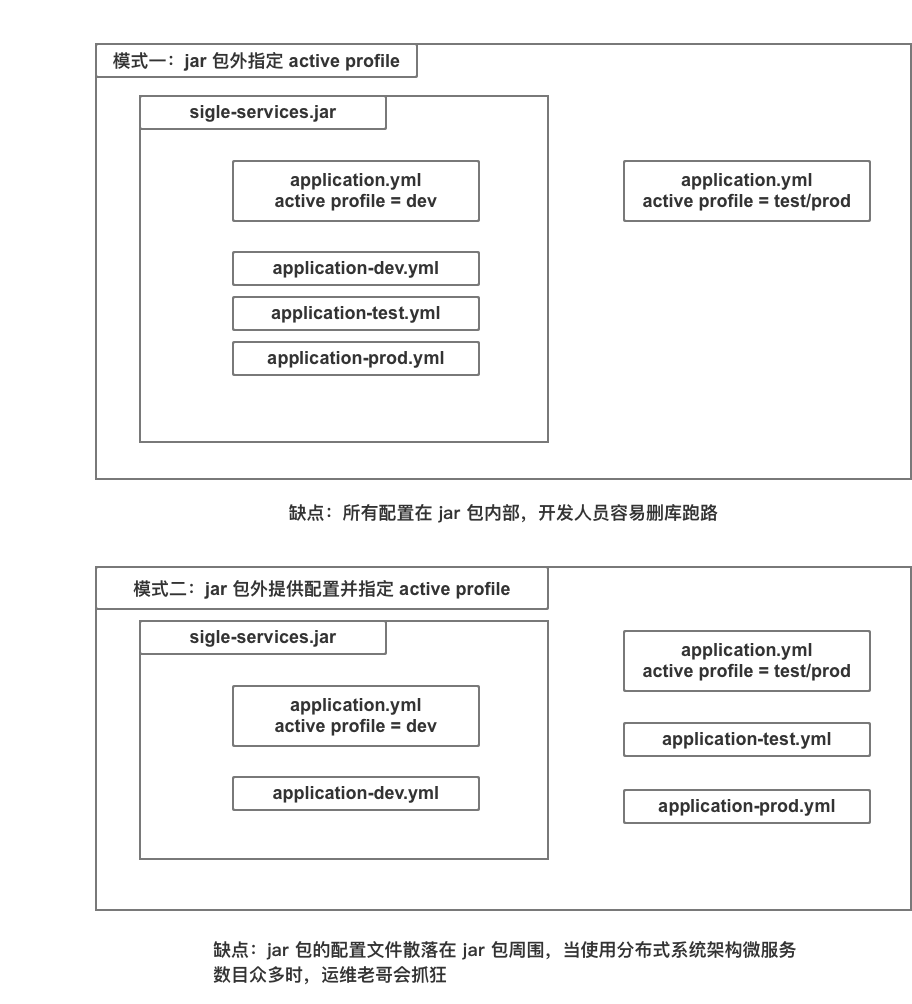 模式一：jar 包外指定 active profile
sigle-services.jar
application.yml
active profile = dev
application-dev.yml
application-test.yml
application-prod.yml
application.yml
active profile = test/prod
缺点：所有配置在 jar 包内部，开发人员容易删库跑路
模式二：jar 包外提供配置并指定 active profile
sigle-services.jar
application.yml
active profile = dev
application-dev.yml
application.yml
active profile = test/prod
application-test.yml
application-prod.yml
缺点：jar 包的配置文件散落在 jar 包周围，当使用分布式系统架构微服务
数目众多时，运维老哥会抓狂